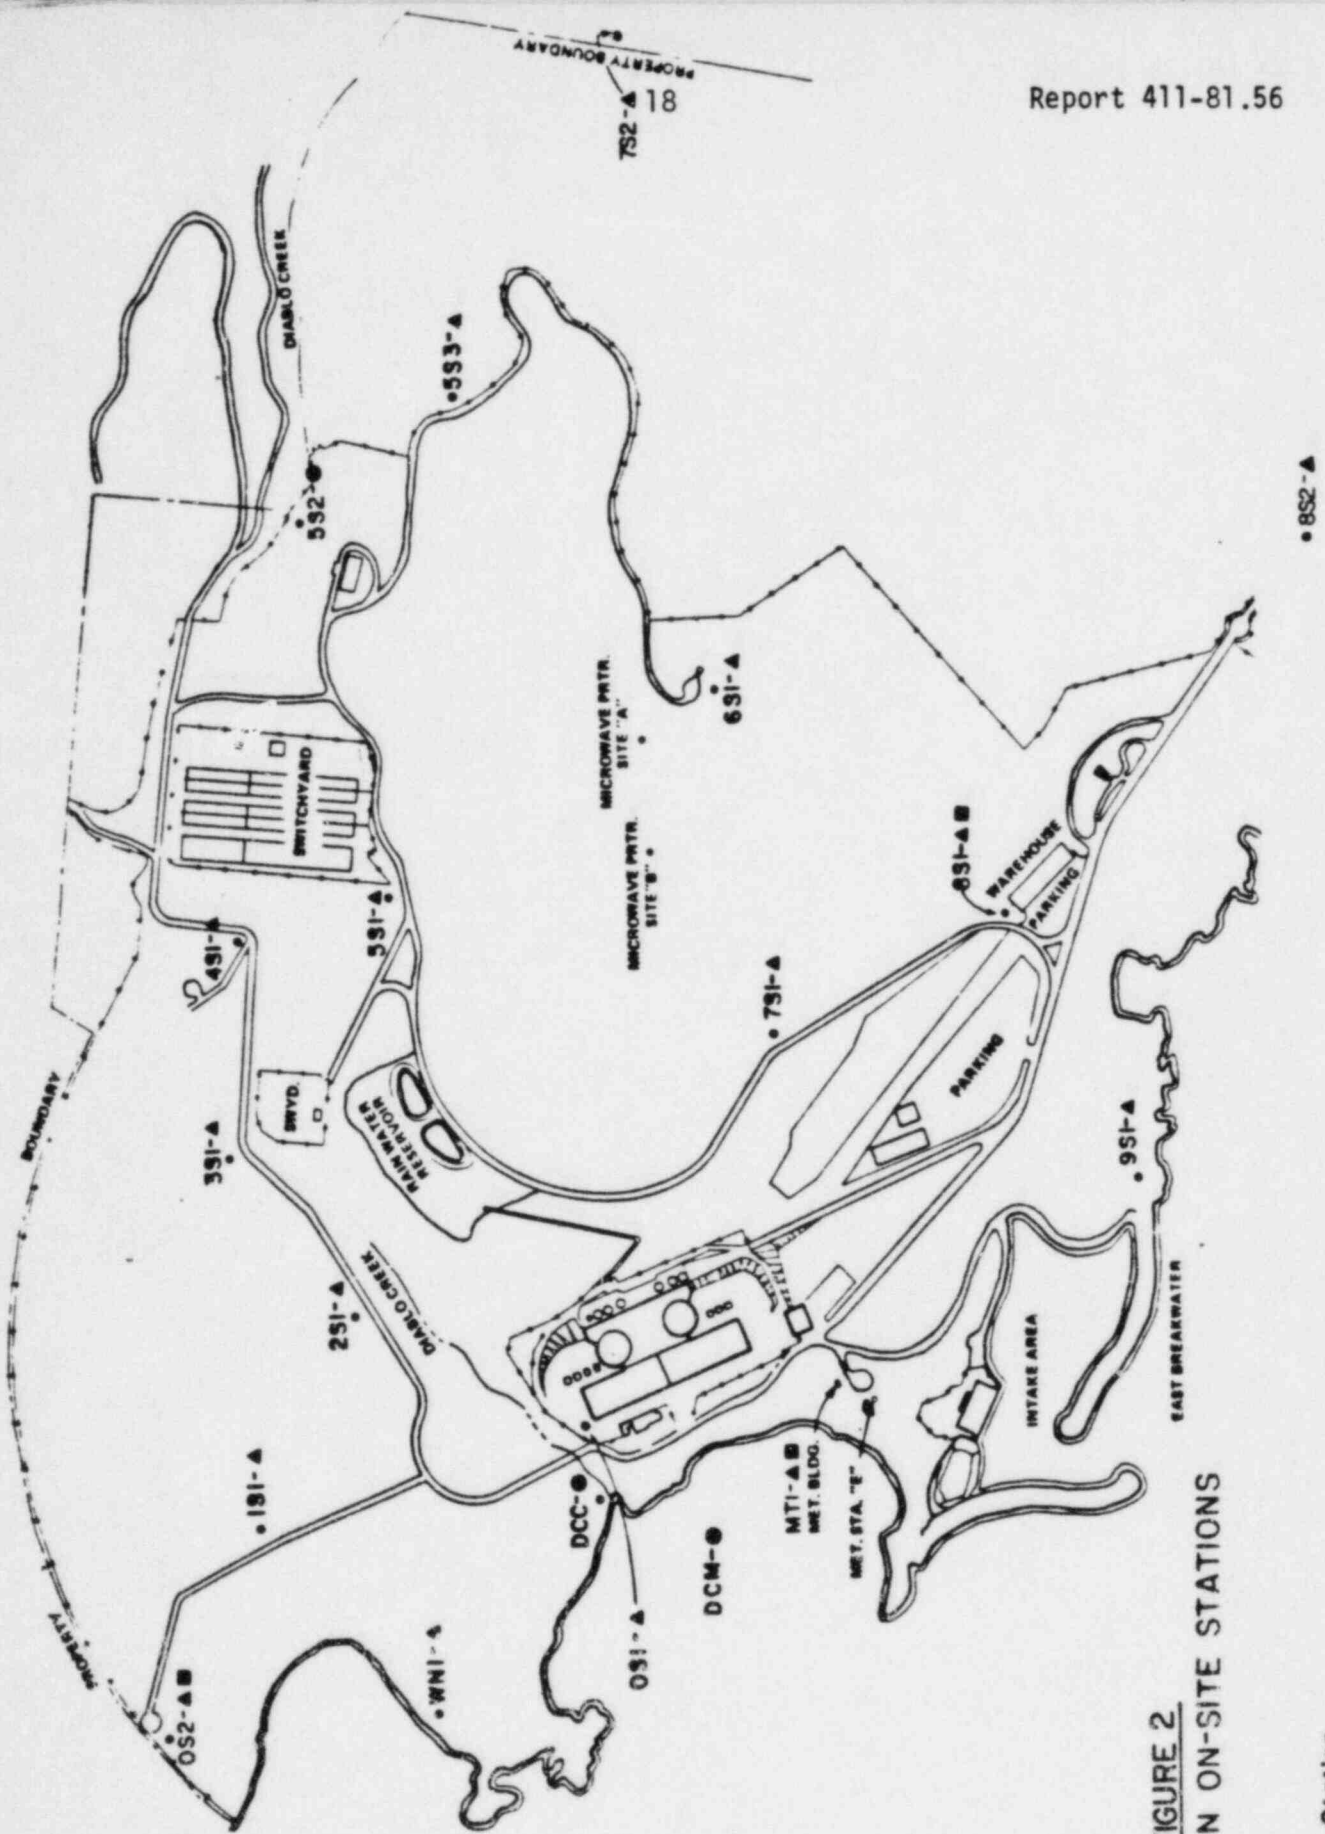 Report 411-81.56
18
PROPERTY BOUNDARY
7S2-▲
DIABLO CREEK
5S3-▲
5S2-●
8S2-▲
6S1-▲
MICROWAVE PRTR.
SITE "A"
MICROWAVE PRTR.
SITE "B"
SWITCHYARD
5S1-▲
4S1-▲
8S1-▲■
WAREHOUSE
PARKING
7S1-▲
PARKING
SWYD.
RAIN WATER
RESERVOIR
3S1-▲
BOUNDARY
9S1-▲
2S1-▲
DIABLO CREEK
INTAKE AREA
EAST BREAKWATER
1S1-▲
DCC-●
MT1-▲■
MET. BLDG.
MET. STA. "E"
DCM-●
0S1-▲
WN1-▲
PROPERTY
0S2-▲■
IGURE 2
N ON-SITE STATIONS